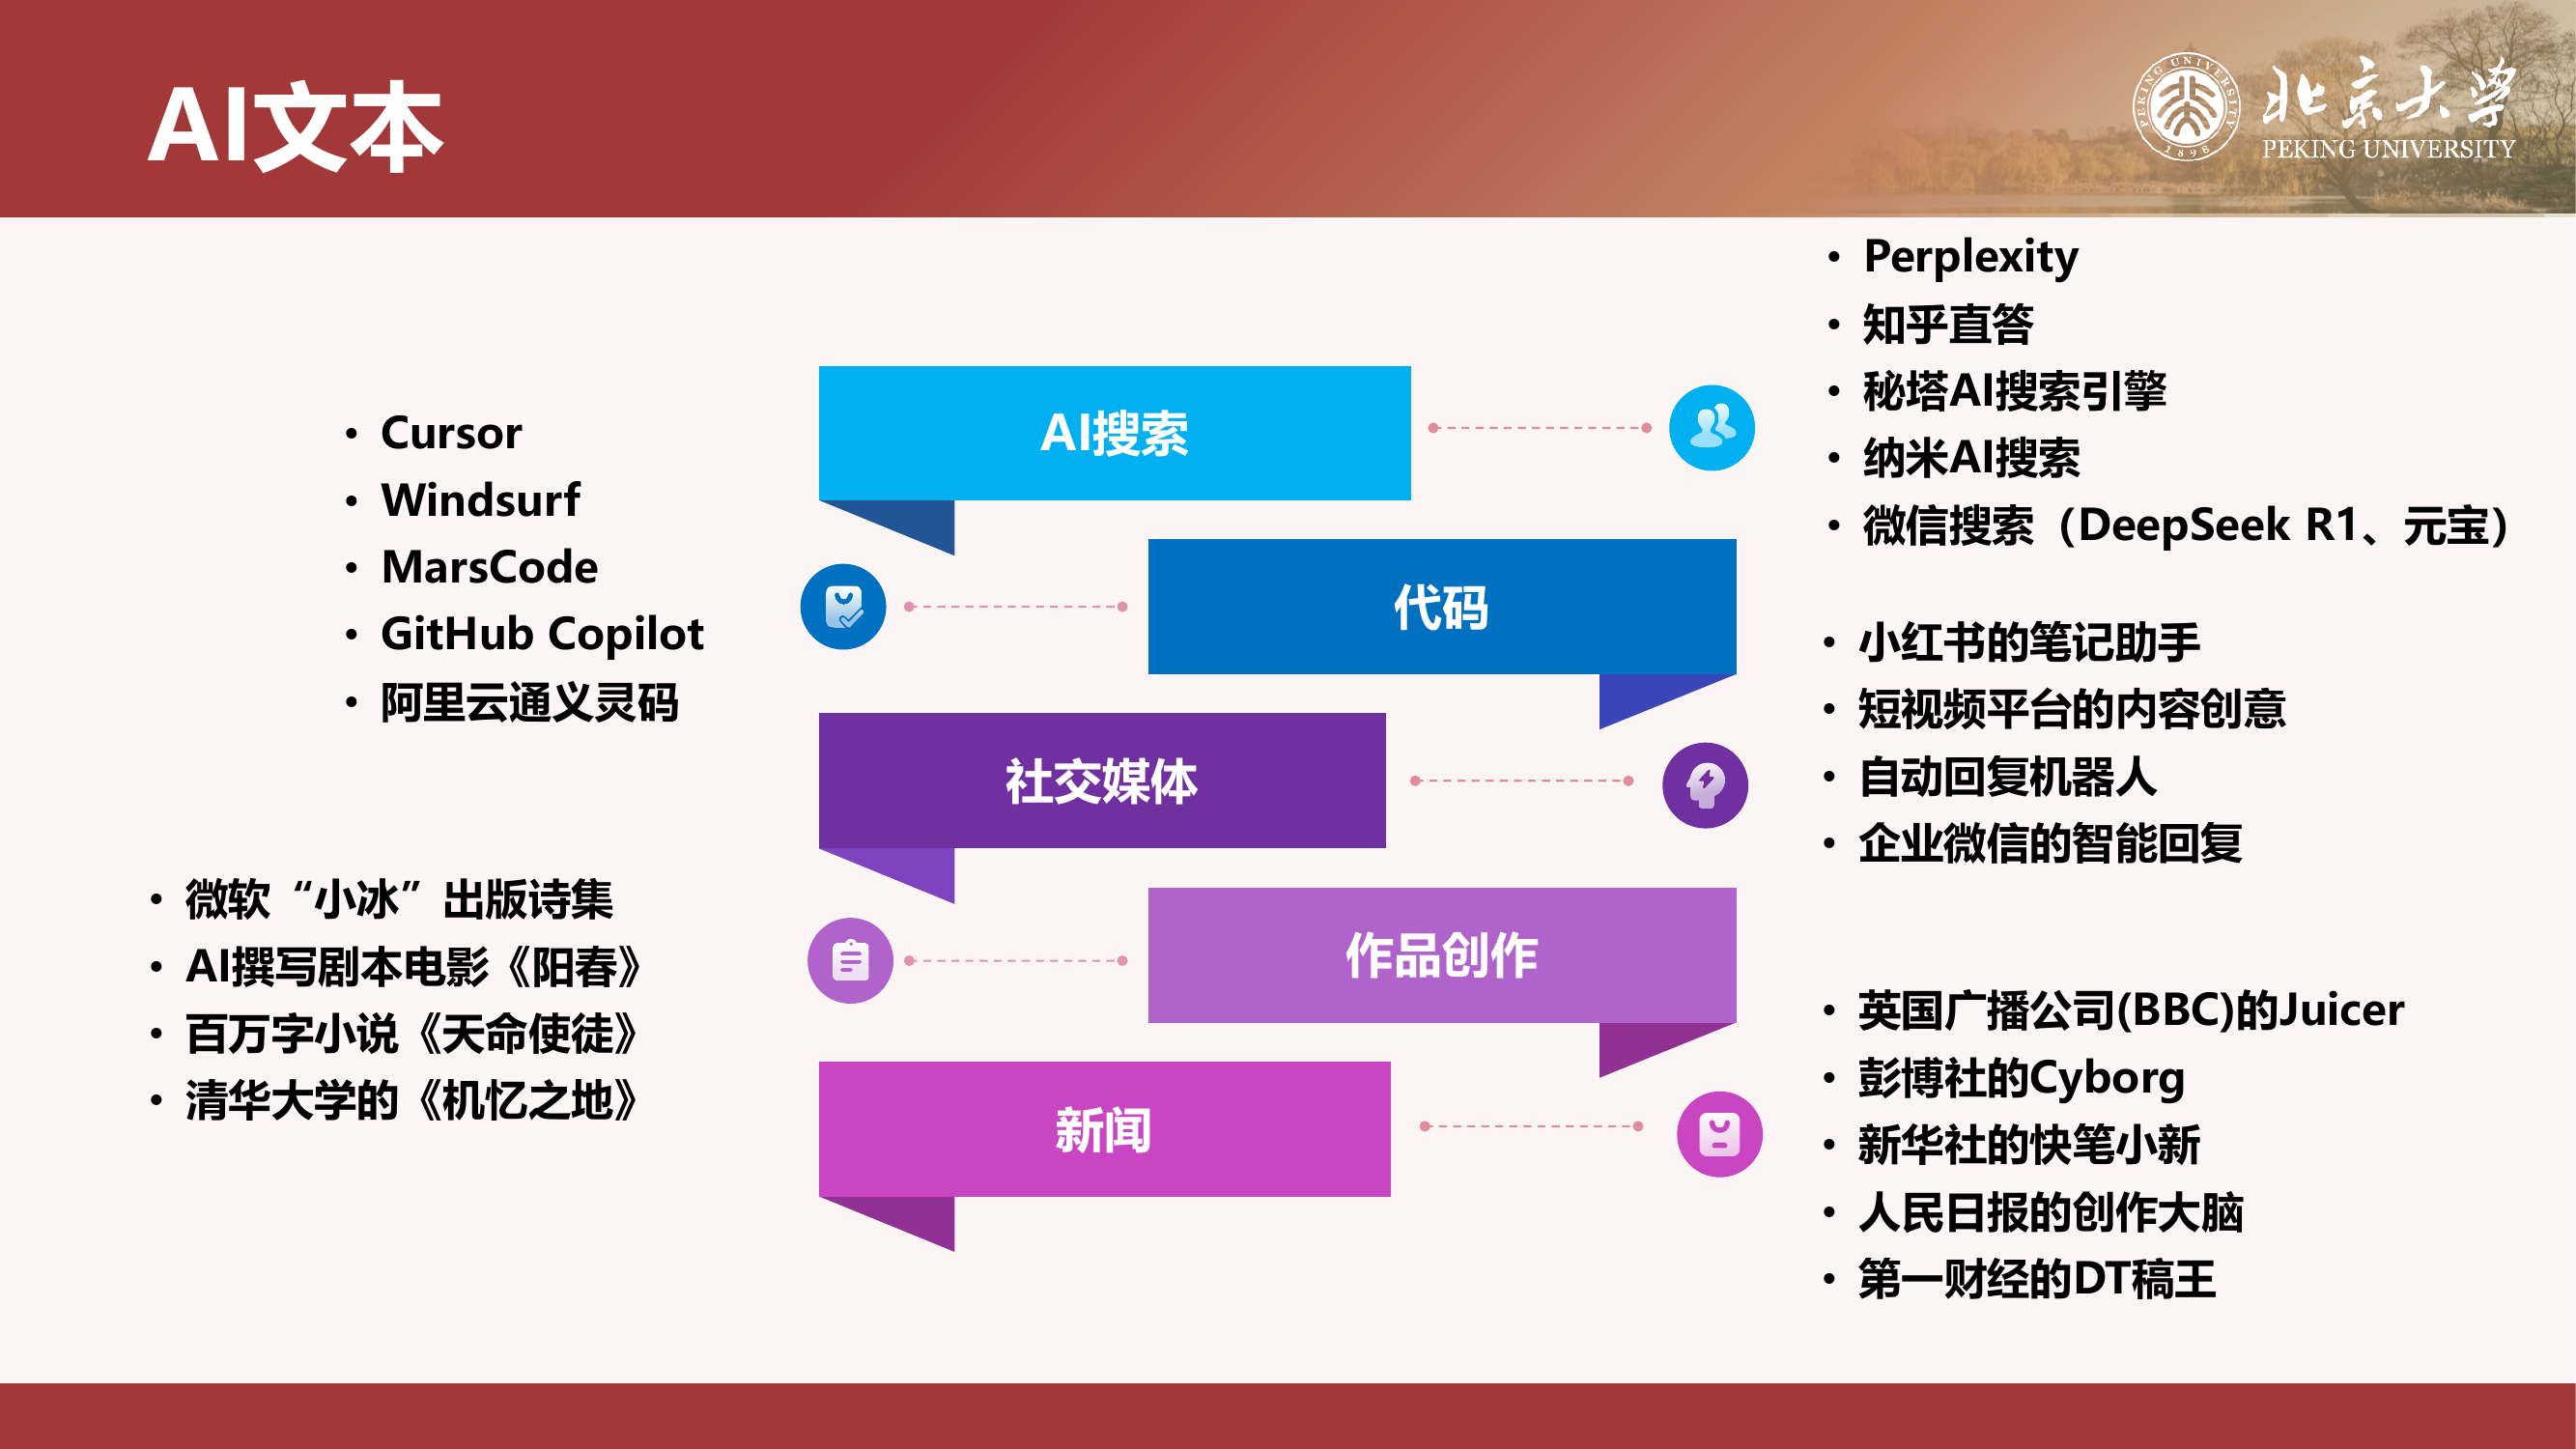 AI文本
PEKING UNIVERSITY
1898
北京大学
PEKING UNIVERSITY
AI搜索
• Perplexity
• 知乎直答
• 秘塔AI搜索引擎
• 纳米AI搜索
• 微信搜索（DeepSeek R1、元宝）
代码
• Cursor
• Windsurf
• MarsCode
• GitHub Copilot
• 阿里云通义灵码
社交媒体
• 小红书的笔记助手
• 短视频平台的内容创意
• 自动回复机器人
• 企业微信的智能回复
作品创作
• 微软“小冰”出版诗集
• AI撰写剧本电影《阳春》
• 百万字小说《天命使徒》
• 清华大学的《机忆之地》
新闻
• 英国广播公司(BBC)的Juicer
• 彭博社的Cyborg
• 新华社的快笔小新
• 人民日报的创作大脑
• 第一财经的DT稿王